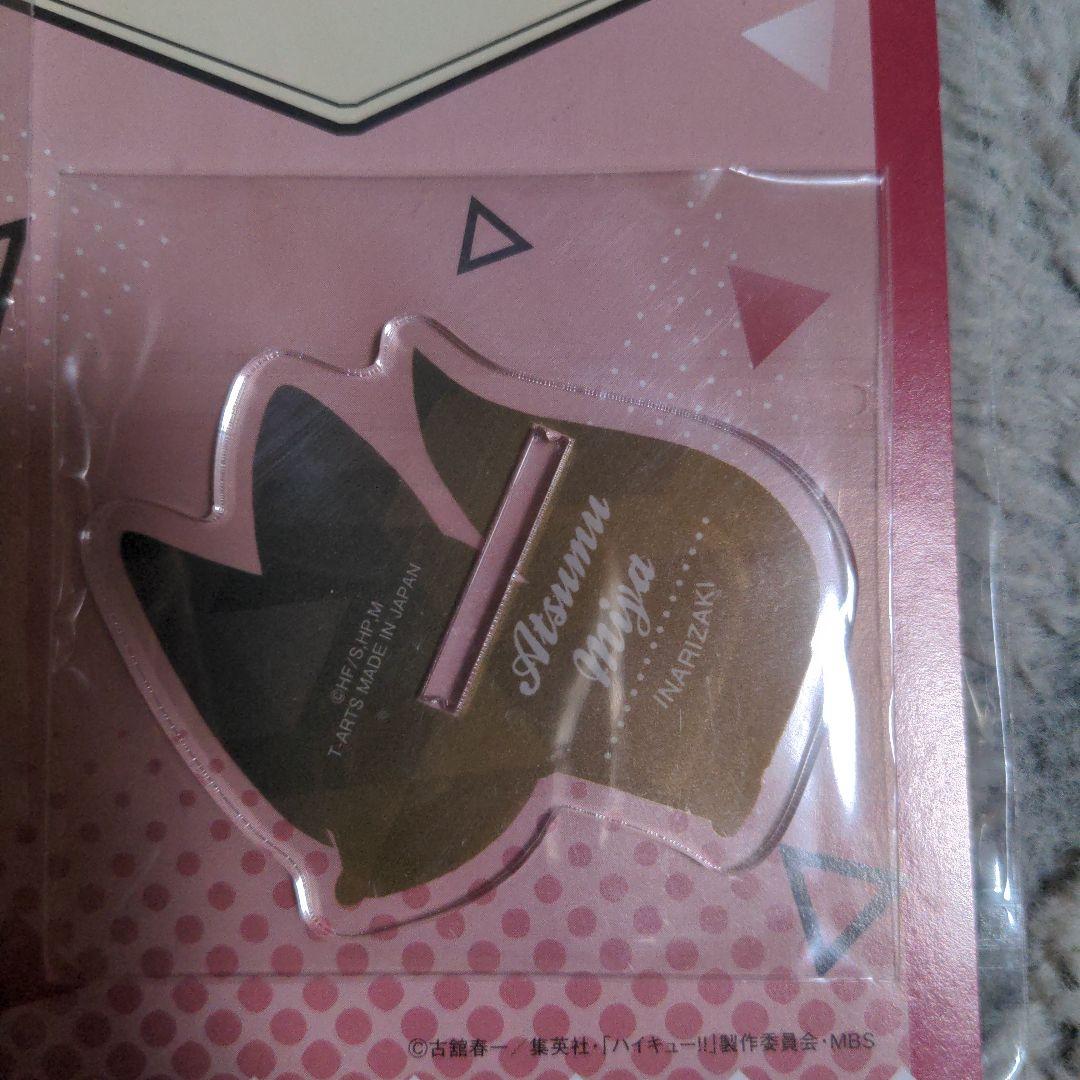 Atsumu
Miya
INARIZAKI
©HF/S,HP,M
T-ARTS MADE IN JAPAN
©古舘春一／集英社・「ハイキュー!!」製作委員会・MBS